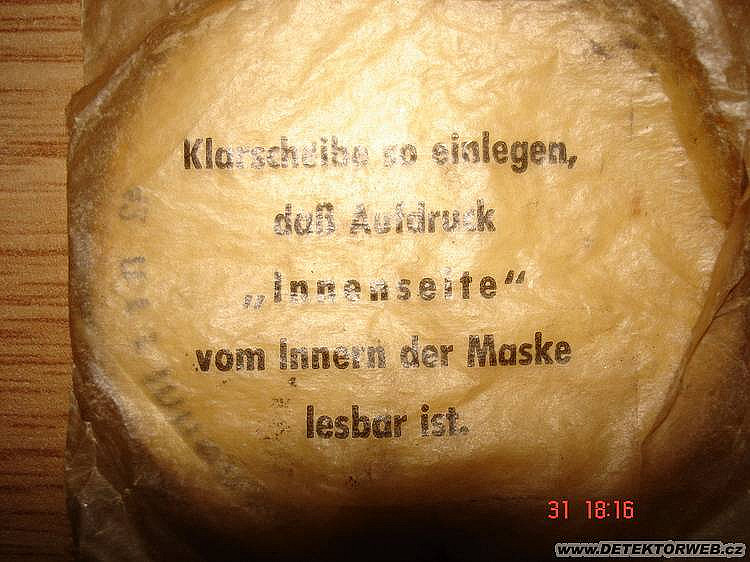 Klarscheibe so einlegen,
daß Aufdruck
„Innenseite“
vom Innern der Maske
lesbar ist.
31 18:16
www.DETEKTORWEB.cz